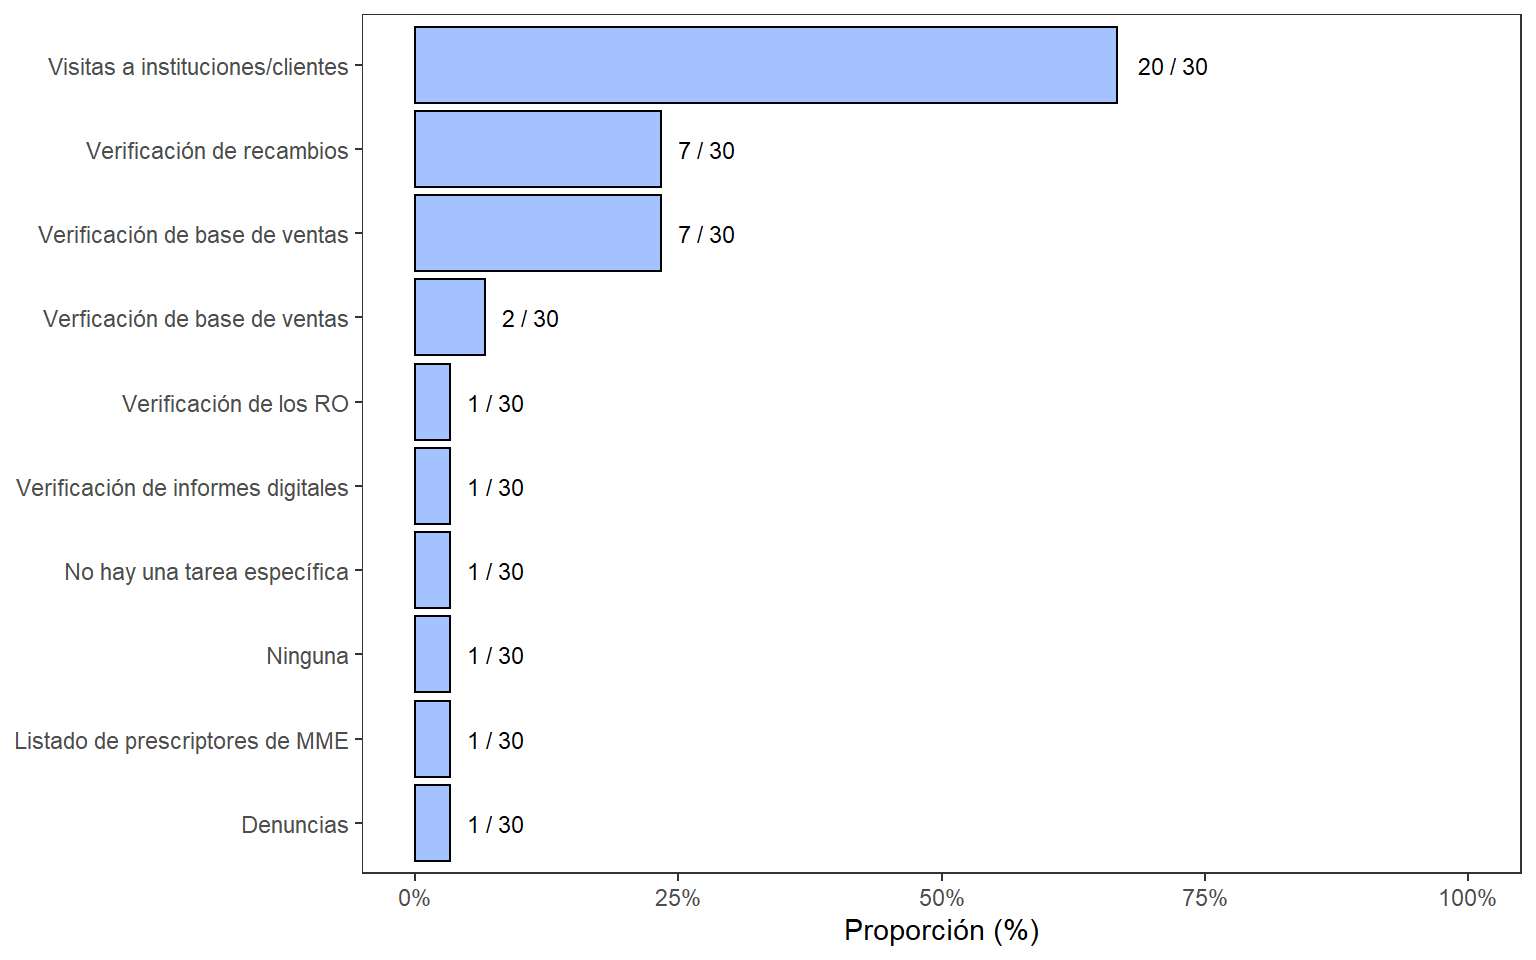 Visitas a instituciones/clientes 20 / 30
Verificación de recambios 7 / 30
Verificación de base de ventas 7 / 30
Verficación de base de ventas 2 / 30
Verificación de los RO 1 / 30
Verificación de informes digitales 1 / 30
No hay una tarea específica 1 / 30
Ninguna 1 / 30
Listado de prescriptores de MME 1 / 30
Denuncias 1 / 30
0% 25% 50% 75% 100%
Proporción (%)